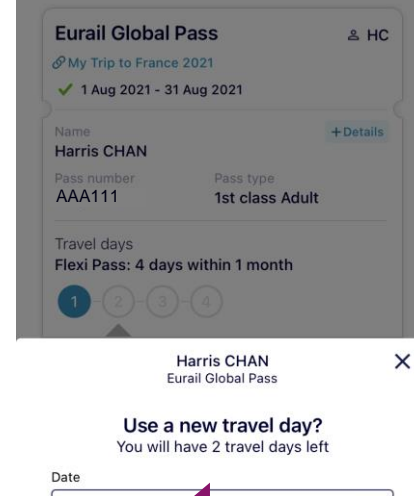 Eurail Global Pass HC
My Trip to France 2021
1 Aug 2021 - 31 Aug 2021
Name +Details
Harris CHAN
Pass number Pass type
AAA111 1st class Adult
Travel days
Flexi Pass: 4 days within 1 month
1 2 3 4
Harris CHAN
Eurail Global Pass
Use a new travel day?
You will have 2 travel days left
Date